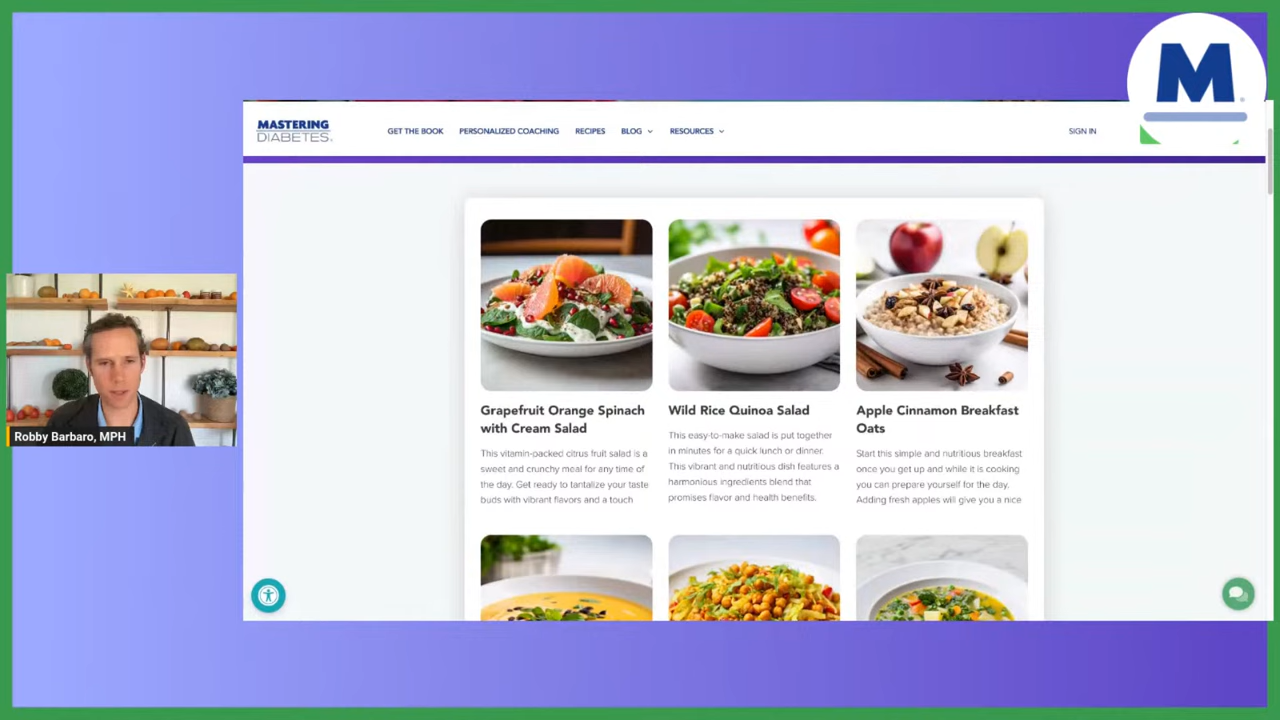 M
MASTERING
DIABETES
GET THE BOOK
PERSONALIZED COACHING
RECIPES
BLOG
RESOURCES
SIGN IN
Robby Barbaro, MPH
Grapefruit Orange Spinach
with Cream Salad
This vitamin-packed citrus fruit salad is a
sweet and crunchy meal for any time of
the day. Get ready to tantalize your taste
buds with vibrant flavors and a touch
Wild Rice Quinoa Salad
This easy-to-make salad is put together
in minutes for a quick lunch or dinner.
This vibrant and nutritious dish features a
harmonious ingredients blend that
promises flavor and health benefits.
Apple Cinnamon Breakfast
Oats
Start this simple and nutritious breakfast
once you get up and while it is cooking
you can prepare yourself for the day.
Adding fresh apples will give you a nice